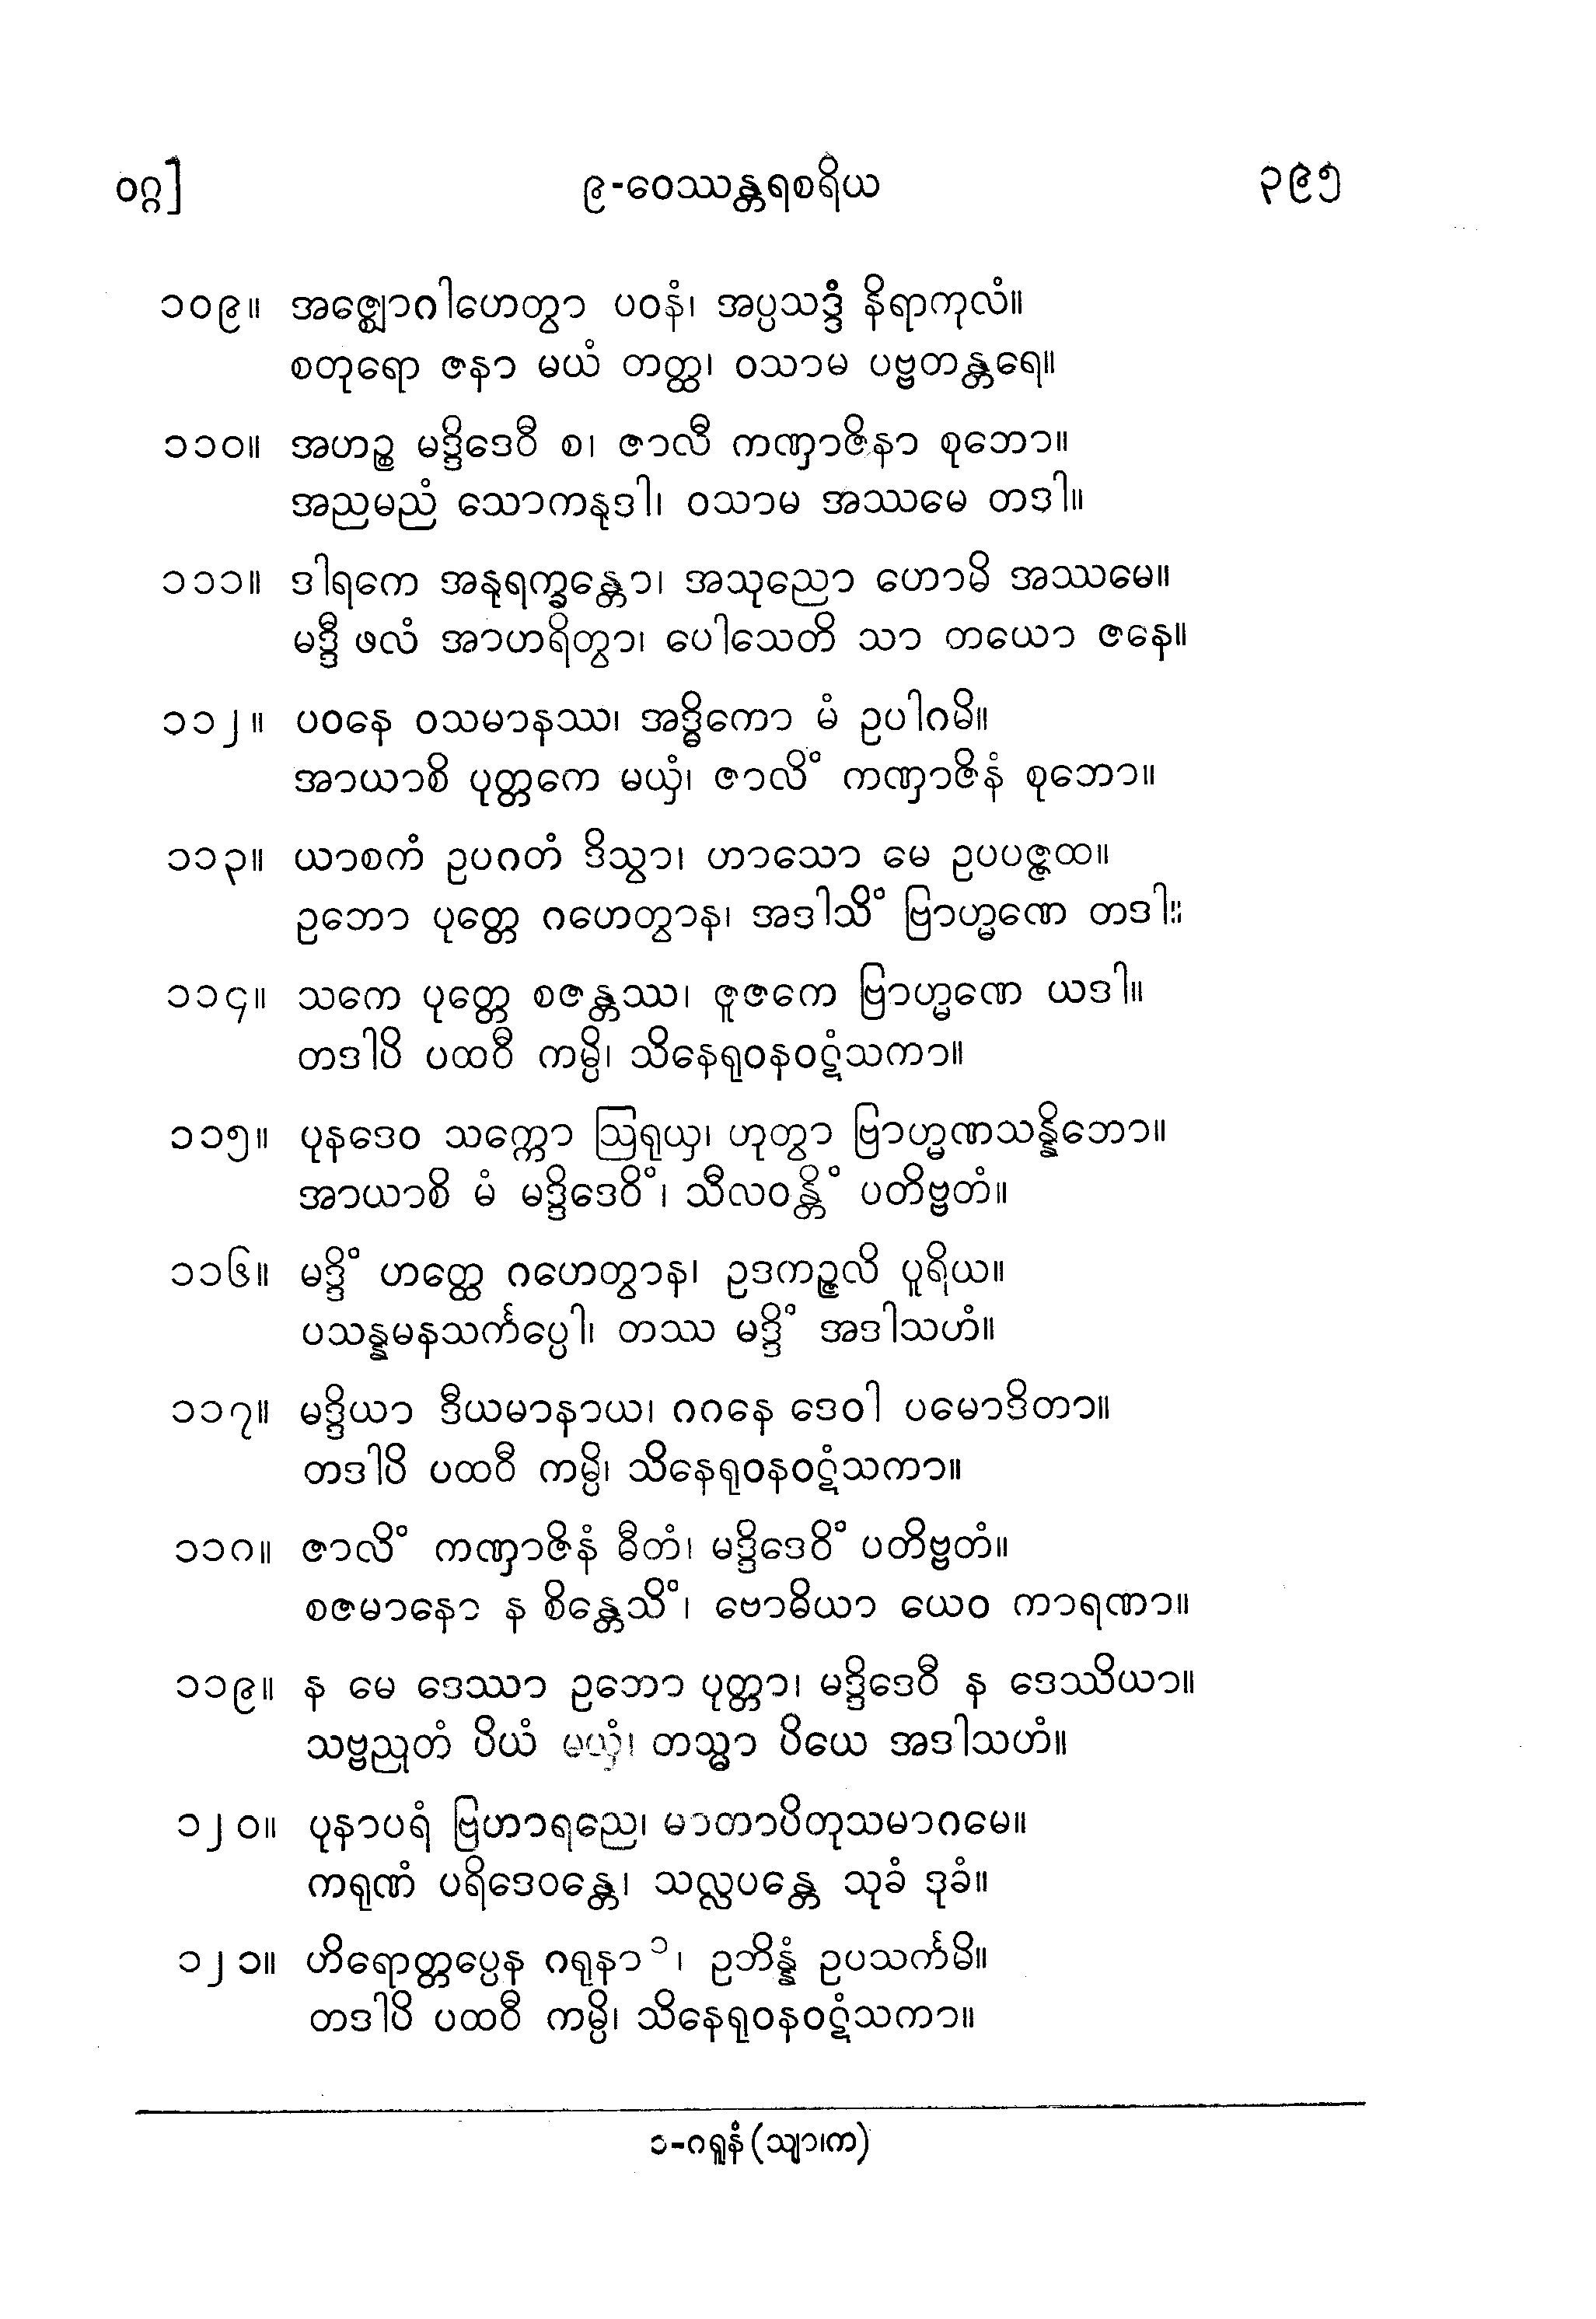 ဝဂ္ဂ] ၉-ဝေဿန္တရစရိယ ၃၉၅
၁၀၉။ အဇ္ဈောဂါဟေတွာ ပဝနံ၊ အပ္ပသဒ္ဒံ နိရာကုလံ။
စတုရော ဇနာ မယံ တတ္ထ၊ ဝသာမ ပဗ္ဗတန္တရေ။
၁၁၀။ အဟဉ္စ မဒ္ဒိဒေဝီ စ၊ ဇာလီ ကဏှာဇိနာ စုဘော။
အညမညံ သောကနုဒါ၊ ဝသာမ အဿမေ တဒါ။
၁၁၁။ ဒါရကေ အနုရက္ခန္တော၊ အသုညော ဟောမိ အဿမေ။
မဒ္ဒီ ဖလံ အာဟရိတွာ၊ ပေါသေတိ သာ တယော ဇနေ။
၁၁၂။ ပဝနေ ဝသမာနဿ၊ အဒ္ဓိကော မံ ဥပါဂမိ။
အာယာစိ ပုတ္တကေ မယှံ၊ ဇာလိံ ကဏှာဇိနံ စုဘော။
၁၁၃။ ယာစကံ ဥပဂတံ ဒိသွာ၊ ဟာသော မေ ဥပပဇ္ဇထ။
ဥဘော ပုတ္တေ ဂဟေတွာန၊ အဒါသိံ ဗြာဟ္မဏေ တဒါ။
၁၁၄။ သကေ ပုတ္တေ စဇန္တဿ၊ ဇူဇကေ ဗြာဟ္မဏေ ယဒါ။
တဒါပိ ပထဝီ ကမ္ပိ၊ သိနေရုဝနဝဋံသကာ။
၁၁၅။ ပုနဒေဝ သက္ကော ဩရုယှ၊ ဟုတွာ ဗြာဟ္မဏသန္နိဘော။
အာယာစိ မံ မဒ္ဒိဒေဝိံ၊ သီလဝန္တိံ ပတိဗ္ဗတံ။
၁၁၆။ မဒ္ဒိံ ဟတ္ထေ ဂဟေတွာန၊ ဥဒကဉ္ဇလိ ပူရိယ။
ပသန္နမနသင်္ကပ္ပေါ၊ တဿ မဒ္ဒိံ အဒါသဟံ။
၁၁၇။ မဒ္ဒိယာ ဒီယမာနာယ၊ ဂဂနေ ဒေဝါ ပမောဒိတာ။
တဒါပိ ပထဝီ ကမ္ပိ၊ သိနေရုဝနဝဋံသကာ။
၁၁၈။ ဇာလိံ ကဏှာဇိနံ ဓီတံ၊ မဒ္ဒိဒေဝိံ ပတိဗ္ဗတံ။
စဇမာနော န စိန္တေသိံ၊ ဗောဓိယာ ယေဝ ကာရဏာ။
၁၁၉။ န မေ ဒေဿာ ဥဘော ပုတ္တာ၊ မဒ္ဒိဒေဝီ န ဒေဿိယာ။
သဗ္ဗညုတံ ပိယံ မယှံ၊ တသ္မာ ပိယေ အဒါသဟံ။
၁၂၀။ ပုနာပရံ ဗြဟာရညေ၊ မာတာပိတုသမာဂမေ။
ကရုဏံ ပရိဒေဝန္တေ၊ သလ္လပန္တေ သုခံ ဒုခံ။
၁၂၁။ ဟိရောတ္တပ္ပေန ဂရုနာ ၁၊ ဥဘိန္နံ ဥပသင်္ကမိ။
တဒါပိ ပထဝီ ကမ္ပိ၊ သိနေရုဝနဝဋံသကာ။
၁-ဂရူနံ (သျာ၊က)